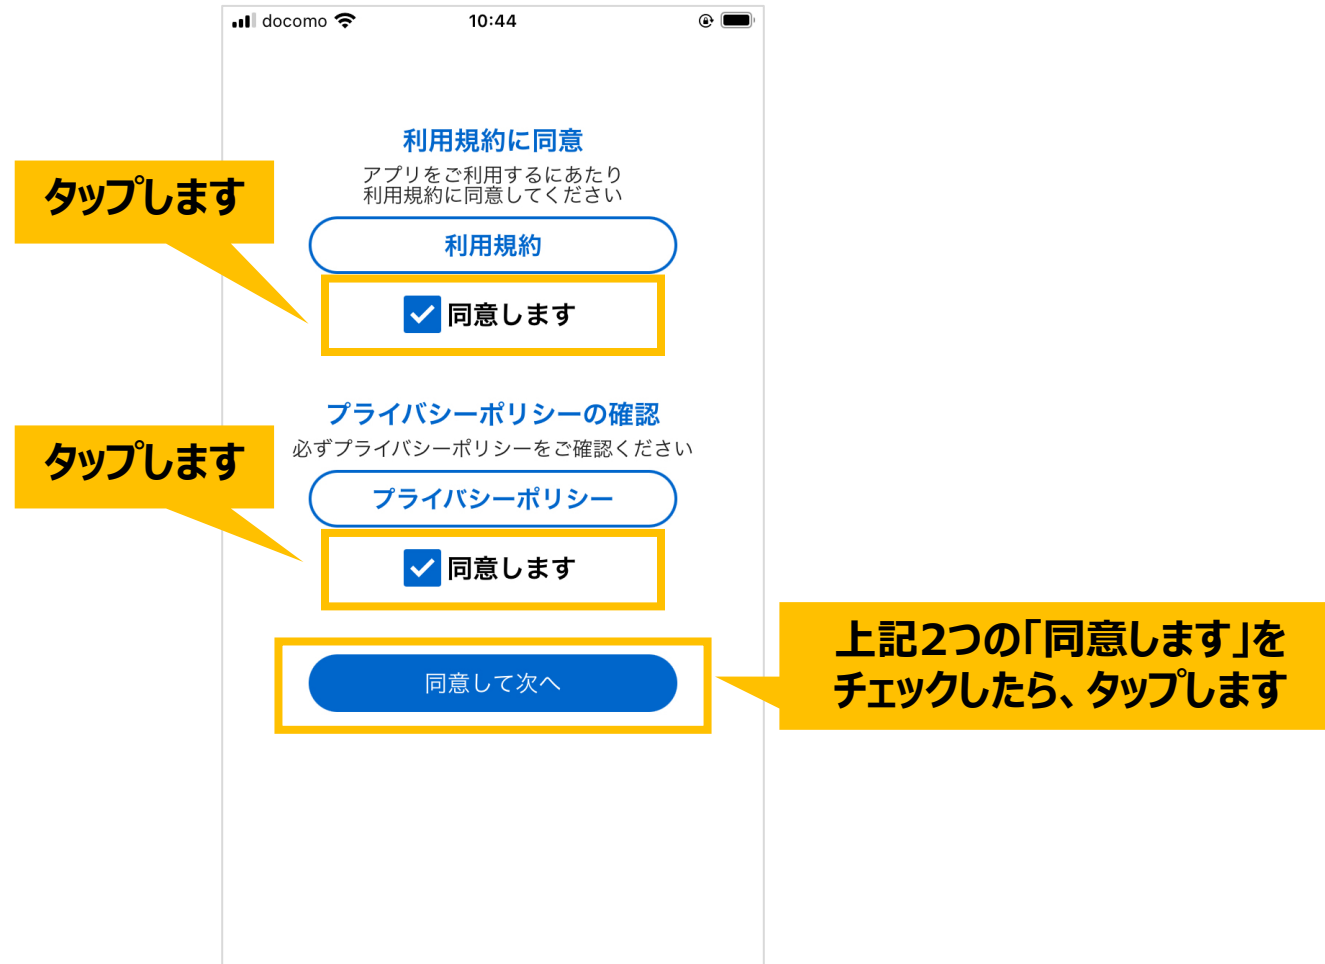 docomo 10:44
利用規約に同意
アプリをご利用するにあたり
利用規約に同意してください
タップします
利用規約
同意します
プライバシーポリシーの確認
必ずプライバシーポリシーをご確認ください
タップします
プライバシーポリシー
同意します
同意して次へ
上記2つの「同意します」を
チェックしたら、タップします